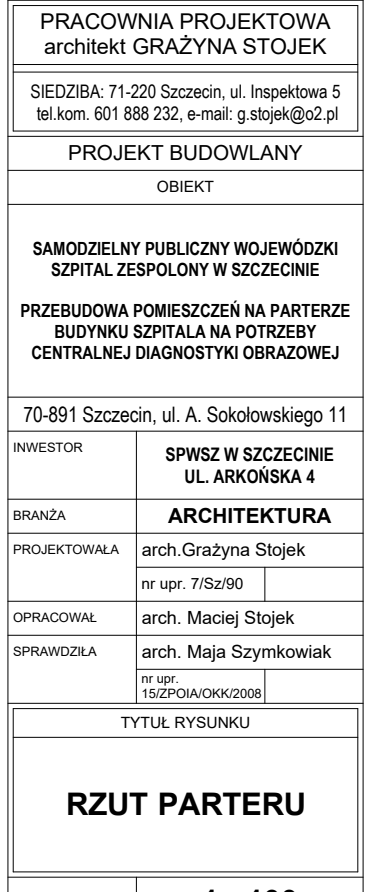 PRACOWNIA PROJEKTOWA
architekt GRAŻYNA STOJEK
SIEDZIBA: 71-220 Szczecin, ul. Inspektowa 5
tel.kom. 601 888 232, e-mail: g.stojek@o2.pl
PROJEKT BUDOWLANY
OBIEKT
SAMODZIELNY PUBLICZNY WOJEWÓDZKI
SZPITAL ZESPOLONY W SZCZECINIE
PRZEBUDOWA POMIESZCZEŃ NA PARTERZE
BUDYNKU SZPITALA NA POTRZEBY
CENTRALNEJ DIAGNOSTYKI OBRAZOWEJ
70-891 Szczecin, ul. A. Sokołowskiego 11
INWESTOR
SPWSZ W SZCZECINIE
UL. ARKOŃSKA 4
BRANŻA
ARCHITEKTURA
PROJEKTOWAŁA
arch.Grażyna Stojek
nr upr. 7/Sz/90
OPRACOWAŁ
arch. Maciej Stojek
SPRAWDZIŁA
arch. Maja Szymkowiak
nr upr.
15/ZPOIA/OKK/2008
TYTUŁ RYSUNKU
RZUT PARTERU